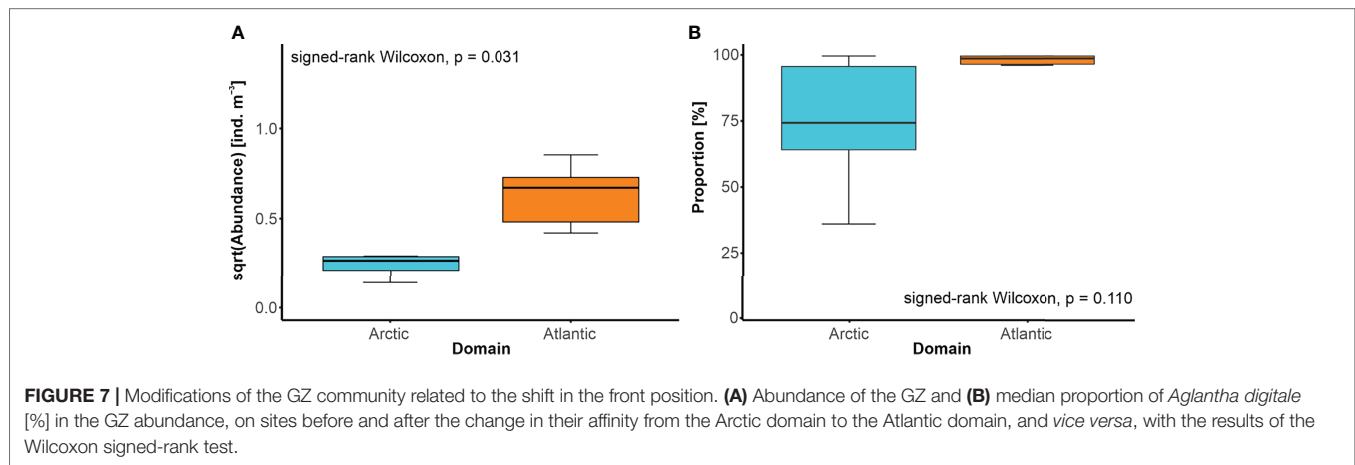 A
signed-rank Wilcoxon, p = 0.031
sqrt(Abundance) [ind. m⁻³]
1.0
0.5
0.0
Arctic
Atlantic
Domain
B
Proportion [%]
100
75
50
25
0
signed-rank Wilcoxon, p = 0.110
Arctic
Atlantic
Domain
FIGURE 7 | Modifications of the GZ community related to the shift in the front position. (A) Abundance of the GZ and (B) median proportion of Aglantha digitale
[%] in the GZ abundance, on sites before and after the change in their affinity from the Arctic domain to the Atlantic domain, and vice versa, with the results of the
Wilcoxon signed-rank test.